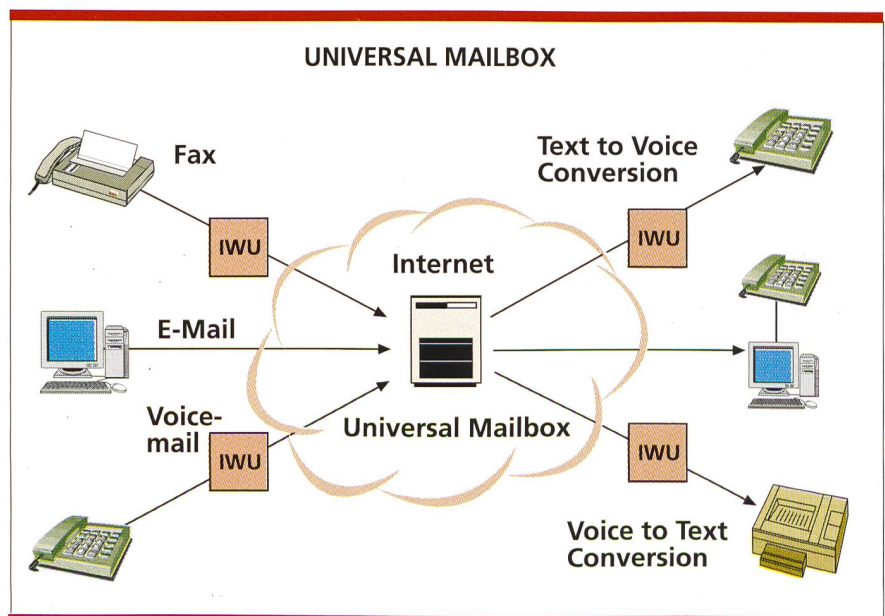 UNIVERSAL MAILBOX
Fax
Text to Voice
Conversion
IWU
IWU
Internet
E-Mail
Voice-
mail
Universal Mailbox
IWU
IWU
Voice to Text
Conversion